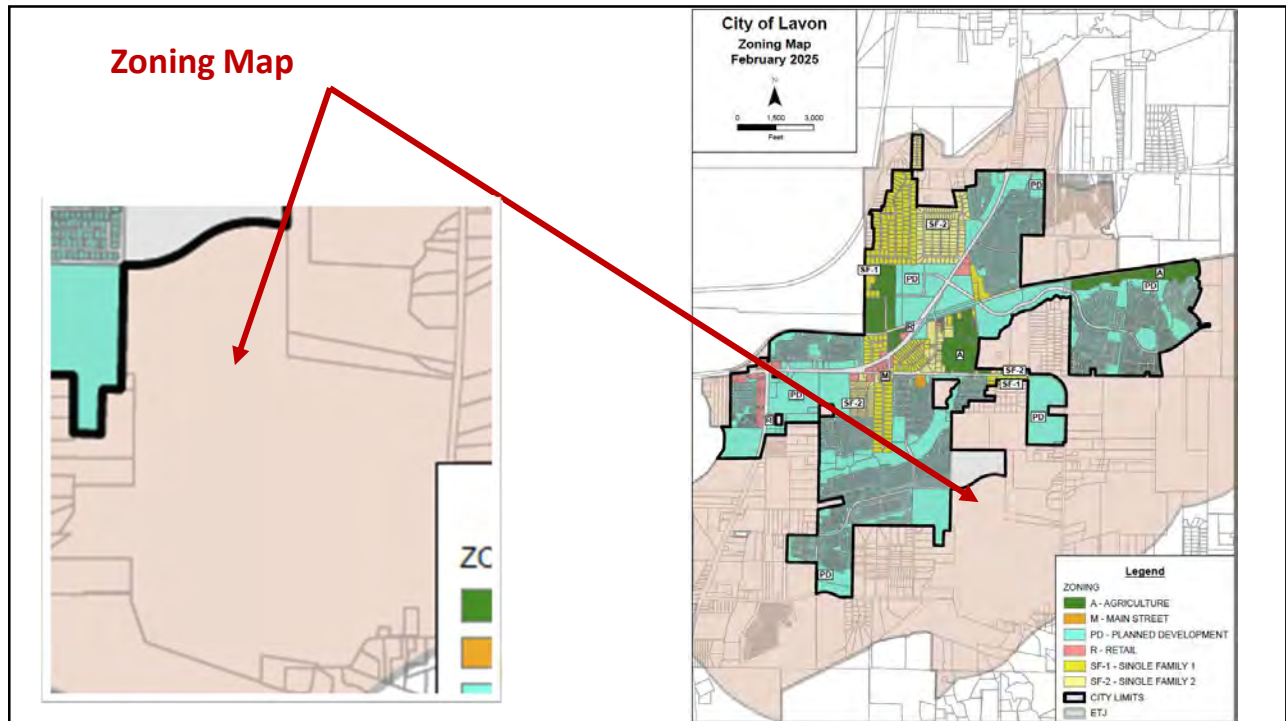 Zoning Map
ZC
City of Lavon
Zoning Map
February 2025
N
0 1,500 3,000
Feet
PD
SF-2
SF-1
PD
A
PD
R
A
M
SF-2
SF-1
PD
SF-2
PD
PD
Legend
ZONING
A - AGRICULTURE
M - MAIN STREET
PD - PLANNED DEVELOPMENT
R - RETAIL
SF-1 - SINGLE FAMILY 1
SF-2 - SINGLE FAMILY 2
CITY LIMITS
ETJ